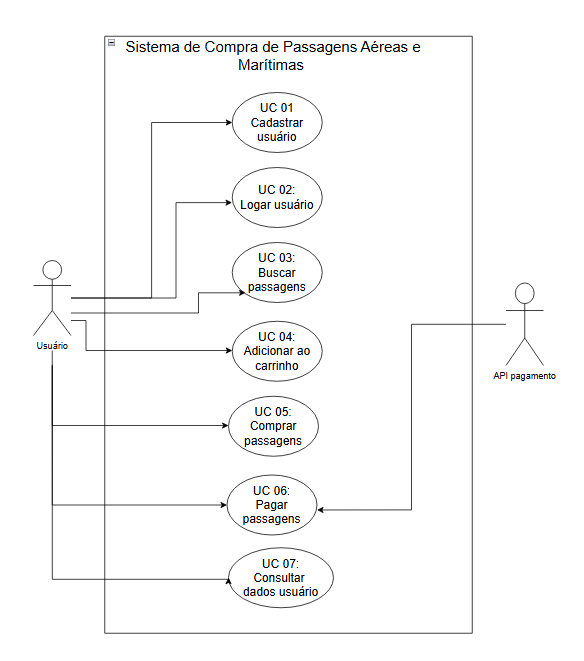 Sistema de Compra de Passagens Aéreas e
Marítimas
UC 01
Cadastrar
usuário
UC 02:
Logar usuário
UC 03:
Buscar
passagens
Usuário
UC 04:
Adicionar ao
carrinho
API pagamento
UC 05:
Comprar
passagens
UC 06:
Pagar
passagens
UC 07:
Consultar
dados usuário